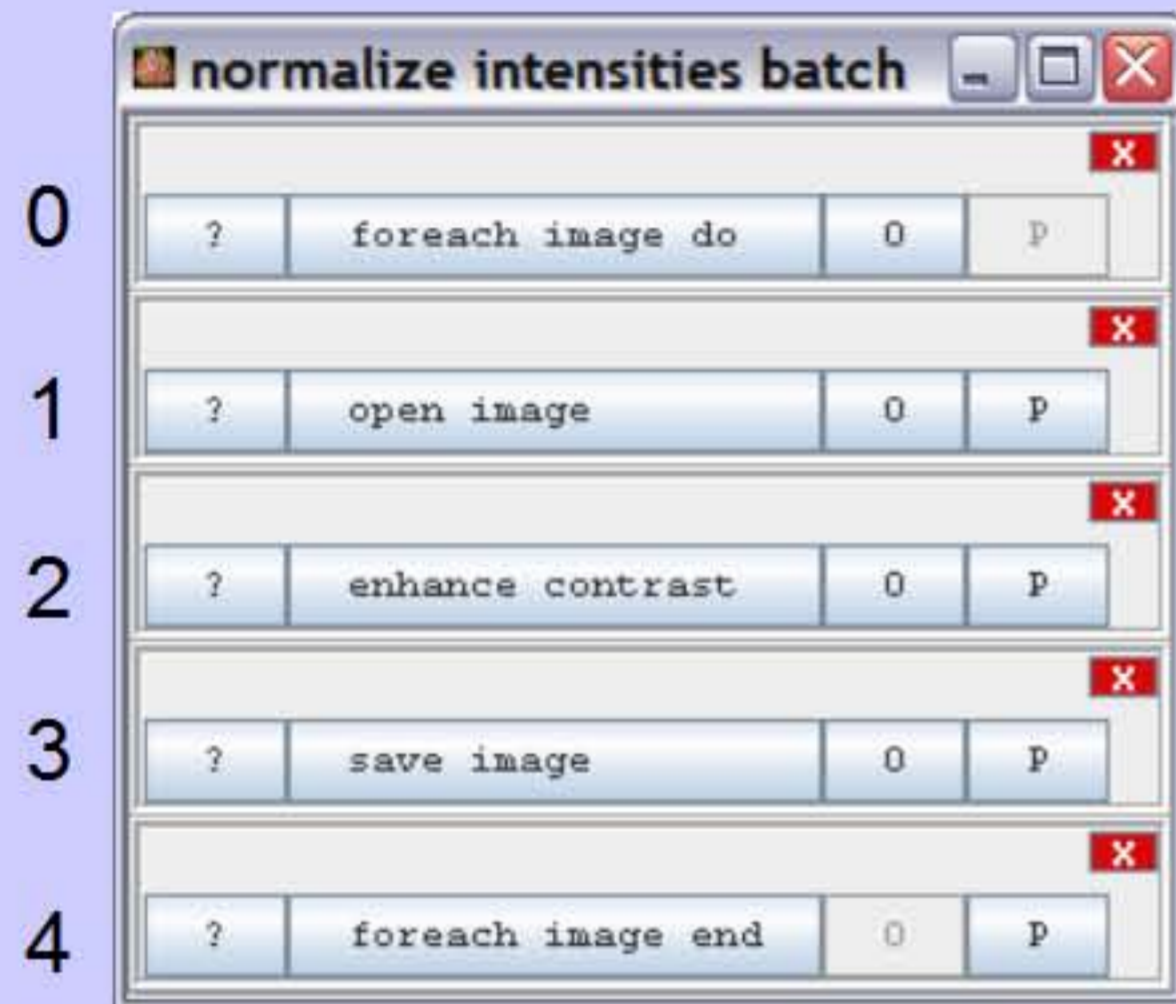 normalize intensities batch
X
0 ? foreach image do O P
X
1 ? open image O P
X
2 ? enhance contrast O P
X
3 ? save image O P
X
4 ? foreach image end O P